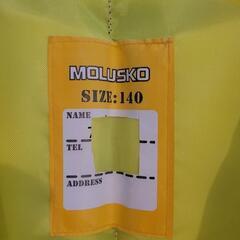 MOLUSKO
SIZE:140
NAME
TEL
ADDRESS